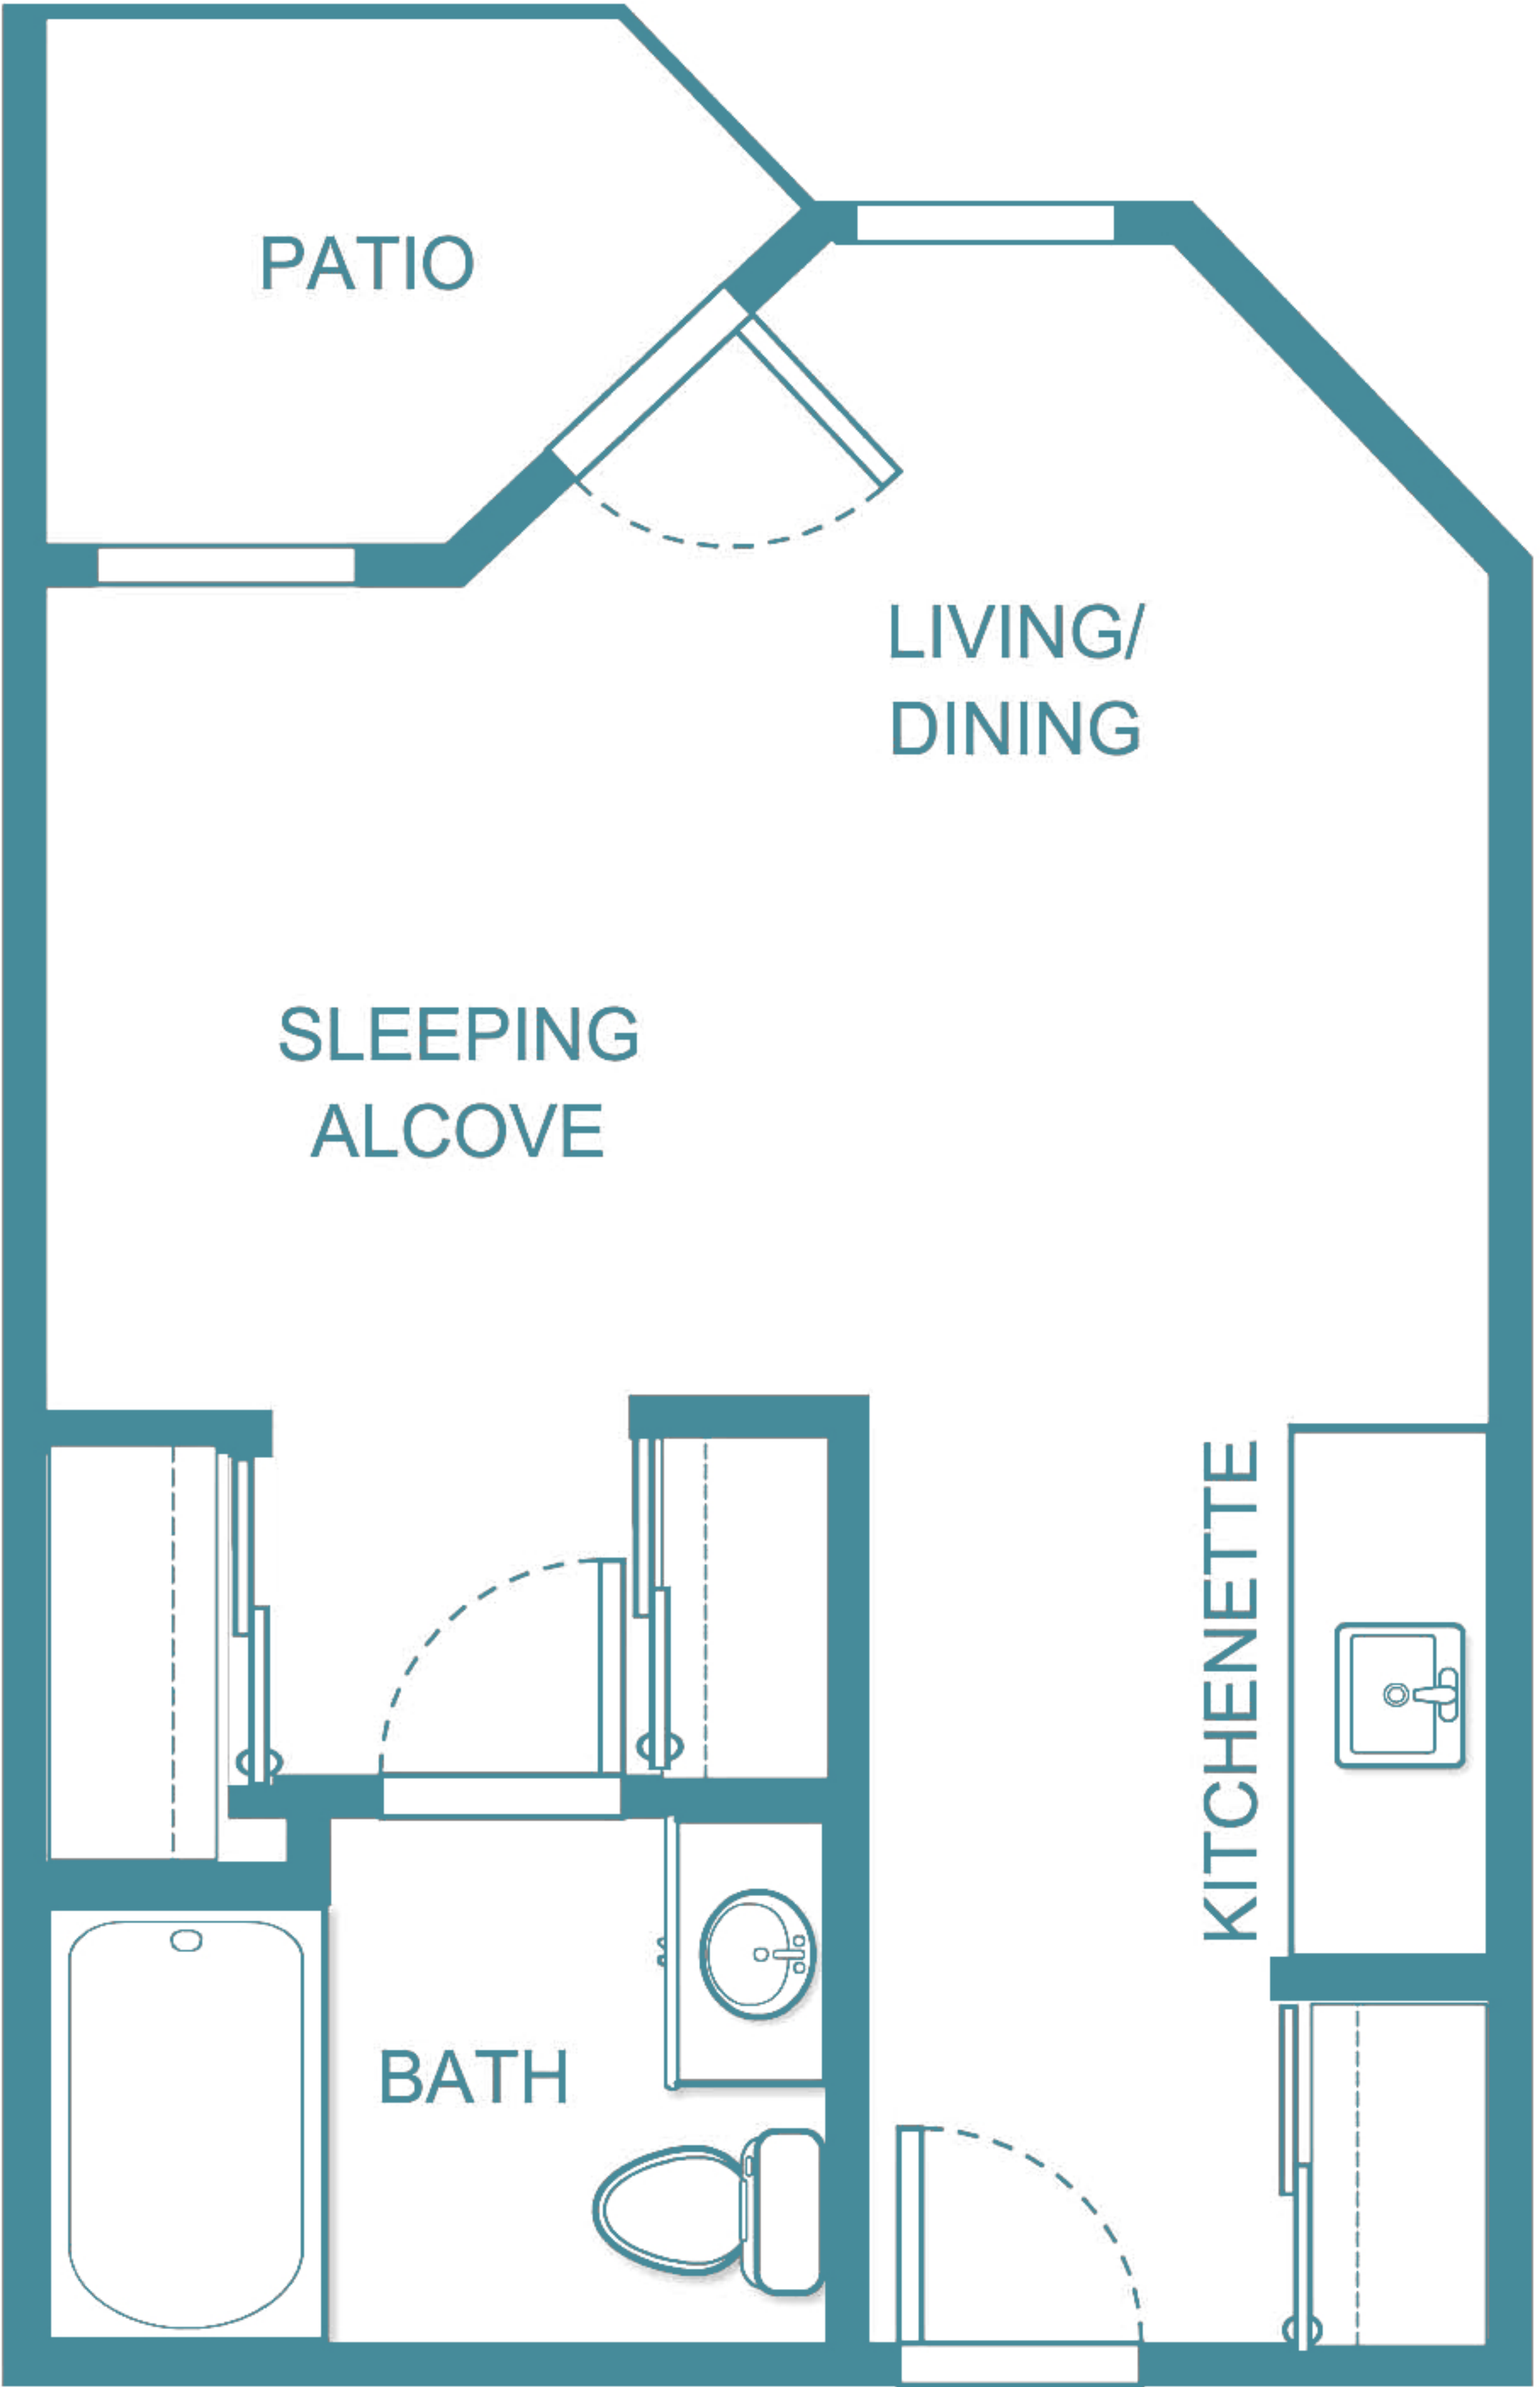 PATIO
LIVING/
DINING
SLEEPING
ALCOVE
KITCHENETTE
BATH